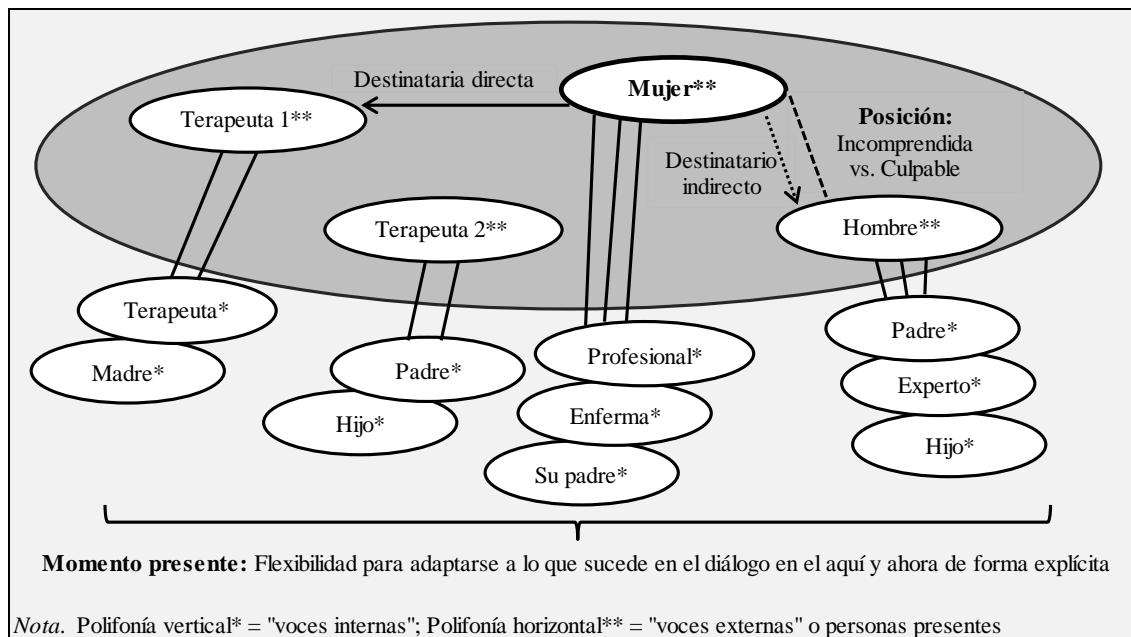 Destinataria directa
Mujer**
Terapeuta 1**
Posición:
Incomprendida
vs. Culpable
Destinatario
indirecto
Terapeuta 2**
Hombre**
Terapeuta*
Madre*
Padre*
Hijo*
Profesional*
Enferma*
Su padre*
Padre*
Experto*
Hijo*
Momento presente: Flexibilidad para adaptarse a lo que sucede en el diálogo en el aquí y ahora de forma explícita
Nota. Polifonía vertical* = "voces internas"; Polifonía horizontal** = "voces externas" o personas presentes